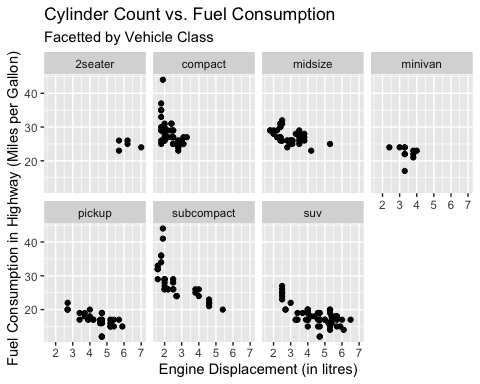 Cylinder Count vs. Fuel Consumption
Facetted by Vehicle Class
Fuel Consumption in Highway (Miles per Gallon)
2seater
compact
midsize
minivan
40
30
20
2 3 4 5 6 7
pickup
subcompact
suv
40
30
20
2 3 4 5 6 7
2 3 4 5 6 7
2 3 4 5 6 7
Engine Displacement (in litres)